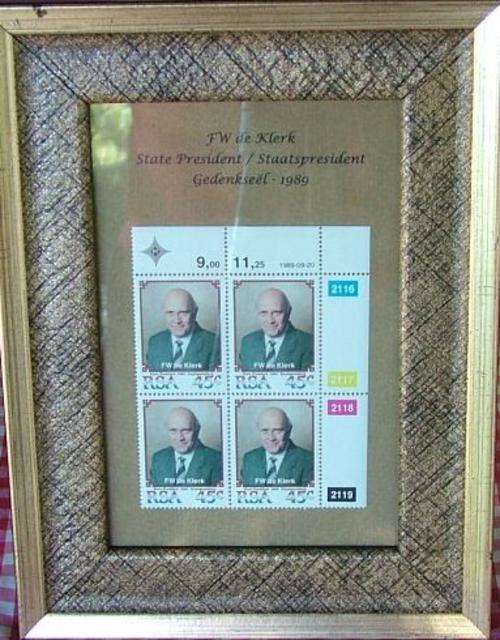 FW de Klerk
State President / Staatspresident
Gedenkseël - 1989
9,00 11,25 1989-09-20
2116
FW de Klerk FW de Klerk
RSA 45c RSA 45c
2117
2118
FW de Klerk FW de Klerk
RSA 45c RSA 45c
2119